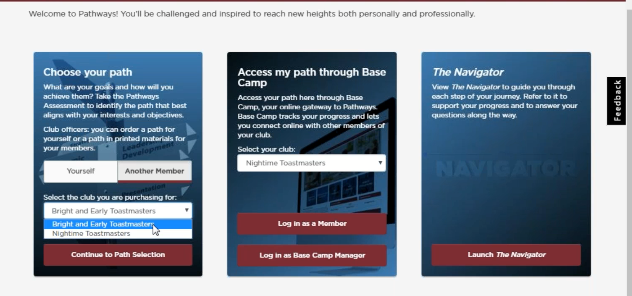 Welcome to Pathways! You'll be challenged and inspired to reach new heights both personally and professionally.
Choose your path
What are your goals and how will you
achieve them? Take the Pathways
Assessment to identify the path that best
aligns with your interests and objectives.
Club officers: you can order a path for
yourself or a path in printed materials for
your members.
Yourself
Another Member
Select the club you are purchasing for:
Bright and Early Toastmasters
Bright and Early Toastmasters
Nightime Toastmasters
Continue to Path Selection
Access my path through Base
Camp
Access your path here through Base
Camp, your online gateway to Pathways.
Base Camp tracks your progress and lets
you connect online with other members of
your club.
Select your club:
Nightime Toastmasters
Log in as a Member
Log in as Base Camp Manager
The Navigator
View The Navigator to guide you through
each step of your journey. Refer to it to
support your progress and to answer your
questions along the way.
NAVIGATOR
Launch The Navigator
Feedback